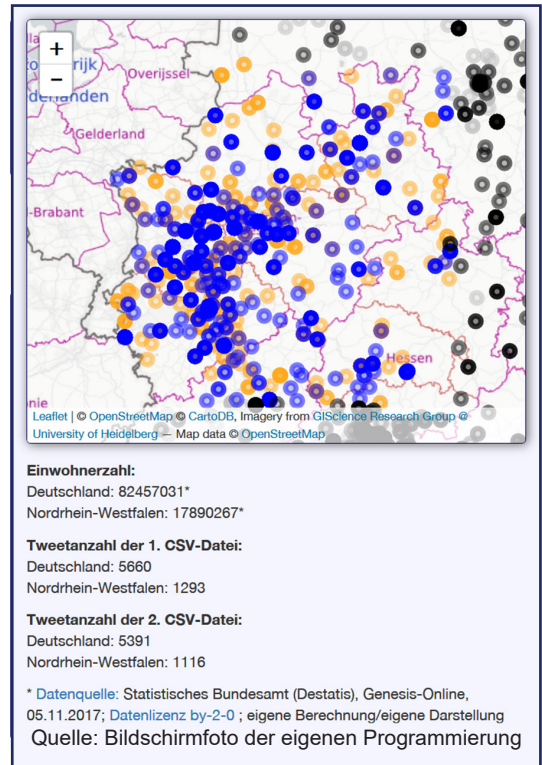 +
−
Overijssel
rijk
derlanden
Gelderland
-Brabant
Hessen
nie
Leaflet | © OpenStreetMap © CartoDB, Imagery from GIScience Research Group @
University of Heidelberg — Map data © OpenStreetMap
Einwohnerzahl:
Deutschland: 82457031*
Nordrhein-Westfalen: 17890267*
Tweetanzahl der 1. CSV-Datei:
Deutschland: 5660
Nordrhein-Westfalen: 1293
Tweetanzahl der 2. CSV-Datei:
Deutschland: 5391
Nordrhein-Westfalen: 1116
* Datenquelle: Statistisches Bundesamt (Destatis), Genesis-Online,
05.11.2017; Datenlizenz by-2-0 ; eigene Berechnung/eigene Darstellung
Quelle: Bildschirmfoto der eigenen Programmierung